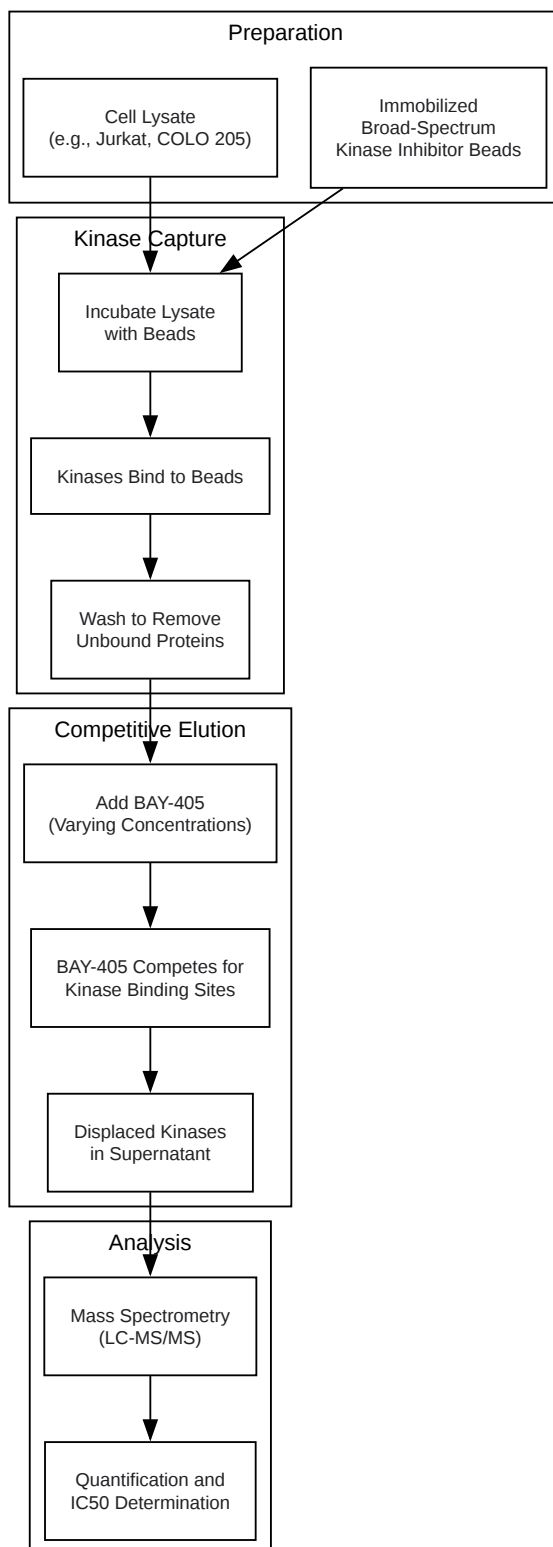 Preparation
Cell Lysate
(e.g., Jurkat, COLO 205)
Immobilized
Broad-Spectrum
Kinase Inhibitor Beads
Kinase Capture
Incubate Lysate
with Beads
Kinases Bind to Beads
Wash to Remove
Unbound Proteins
Competitive Elution
Add BAY-405
(Varying Concentrations)
BAY-405 Competes for
Kinase Binding Sites
Displaced Kinases
in Supernatant
Analysis
Mass Spectrometry
(LC-MS/MS)
Quantification and
IC50 Determination